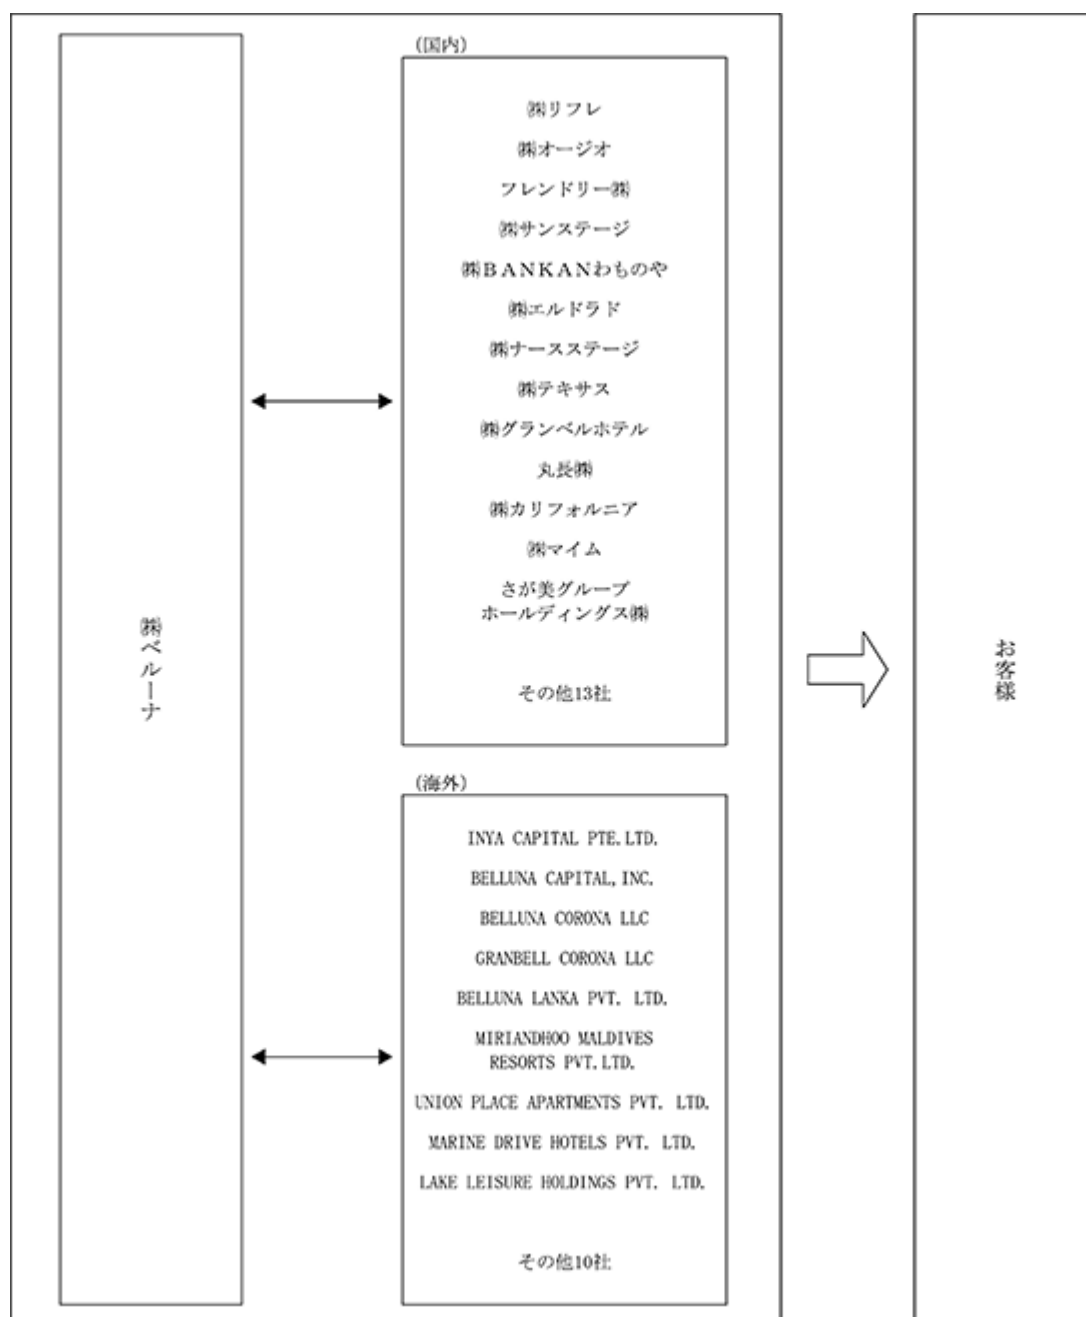 ㈱ベルーナ
(国内)
㈱リフレ
㈱オージオ
フレンドリー㈱
㈱サンステージ
㈱ＢＡＮＫＡＮわものや
㈱エルドラド
㈱ナースステージ
㈱テキサス
㈱グランベルホテル
丸長㈱
㈱カリフォルニア
㈱マイム
さが美グループ
ホールディングス㈱
その他13社
(海外)
INYA CAPITAL PTE.LTD.
BELLUNA CAPITAL,INC.
BELLUNA CORONA LLC
GRANBELL CORONA LLC
BELLUNA LANKA PVT. LTD.
MIRIANDHOO MALDIVES
RESORTS PVT.LTD.
UNION PLACE APARTMENTS PVT. LTD.
MARINE DRIVE HOTELS PVT. LTD.
LAKE LEISURE HOLDINGS PVT. LTD.
その他10社
お客様